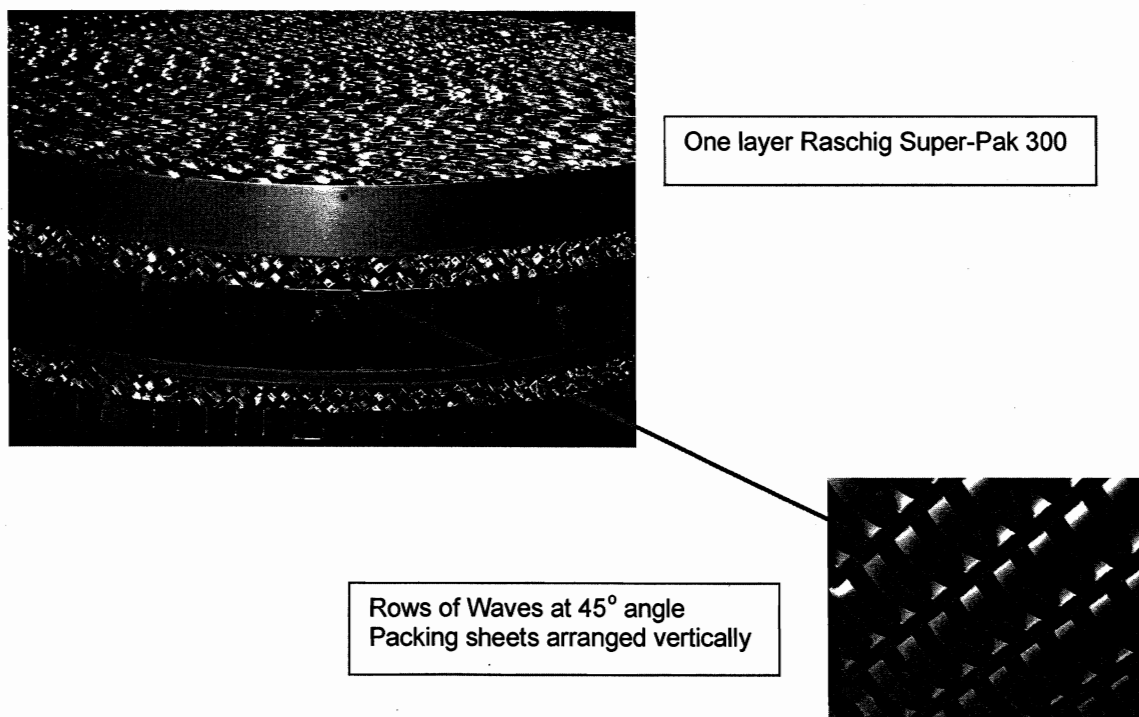 One layer Raschig Super-Pak 300
Rows of Waves at 45° angle
Packing sheets arranged vertically